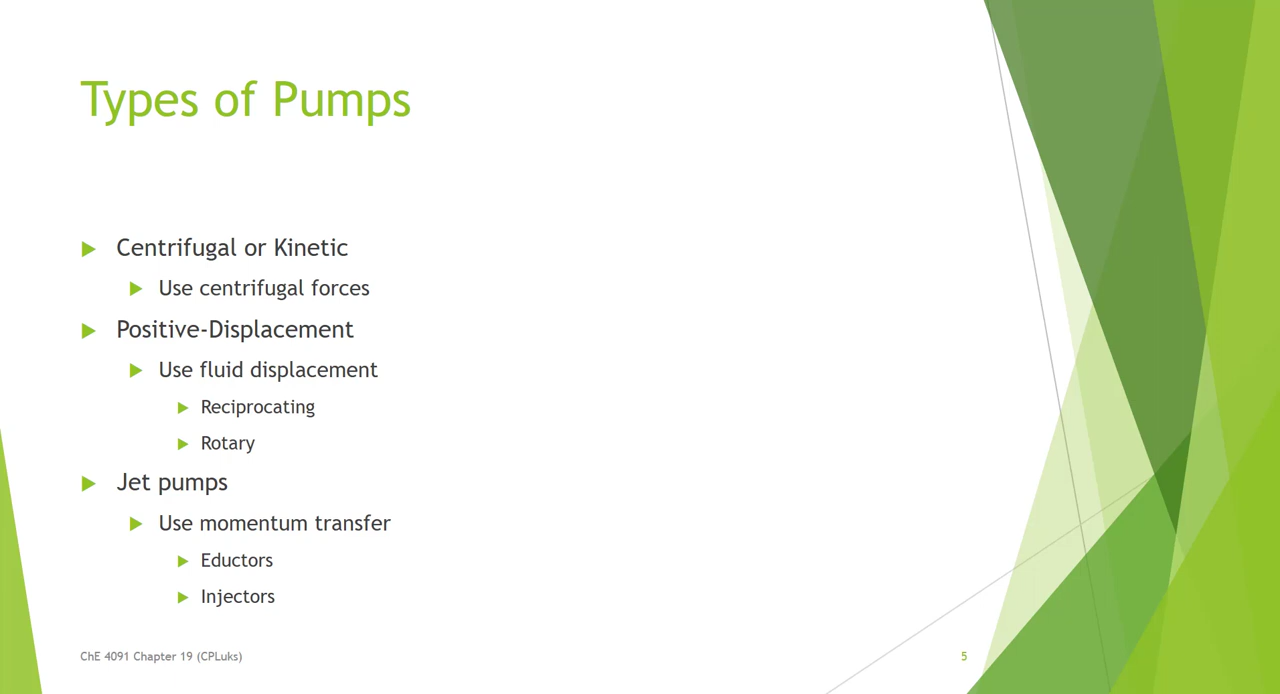 Types of Pumps
Centrifugal or Kinetic
Use centrifugal forces
Positive-Displacement
Use fluid displacement
Reciprocating
Rotary
Jet pumps
Use momentum transfer
Eductors
Injectors
ChE 4091 Chapter 19 (CPLuks)
5